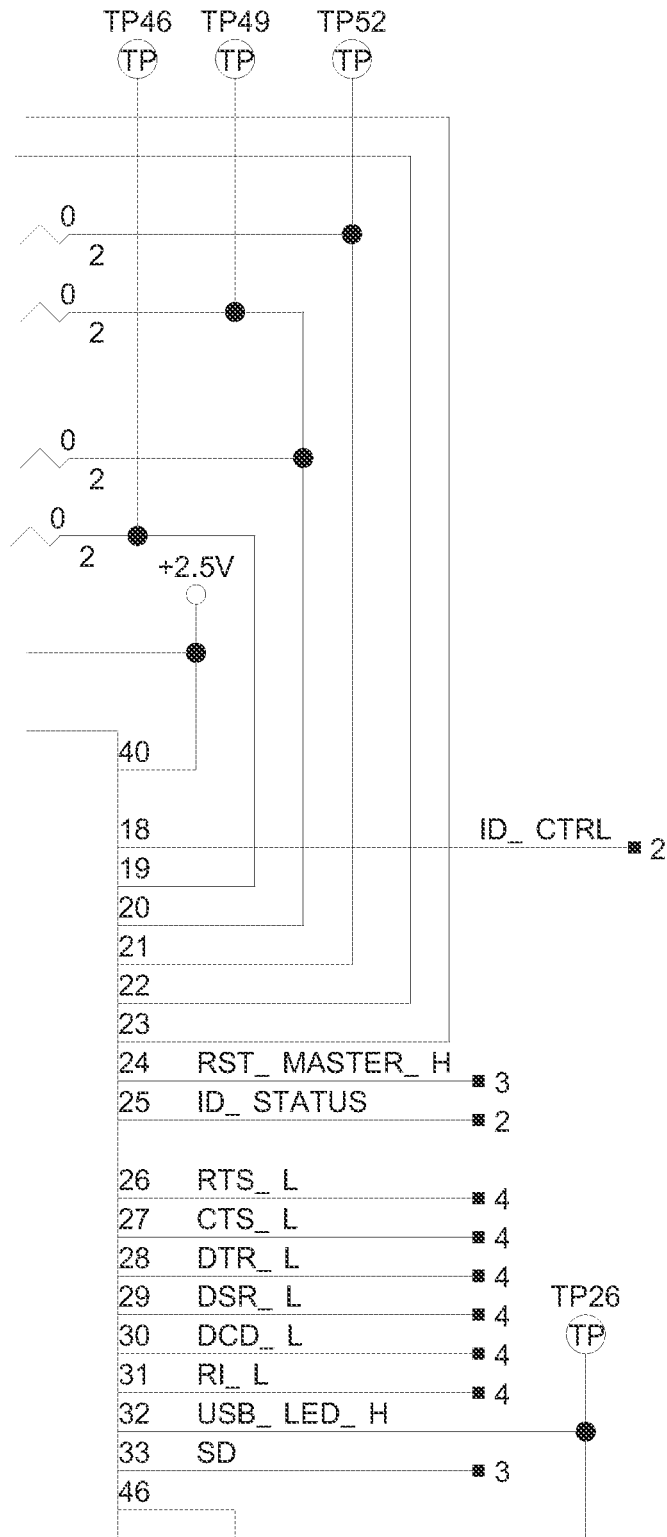 TP46 TP49 TP52
TP TP TP
0
2
0
2
0
2
0
2
+2.5V
40
18 ID_ CTRL 2
19
20
21
22
23
24 RST_ MASTER_ H 3
25 ID_ STATUS 2
26 RTS_ L 4
27 CTS_ L 4
28 DTR_ L 4
29 DSR_ L 4
TP26
30 DCD_ L 4
TP
31 RI_ L 4
32 USB_ LED_ H
33 SD 3
46